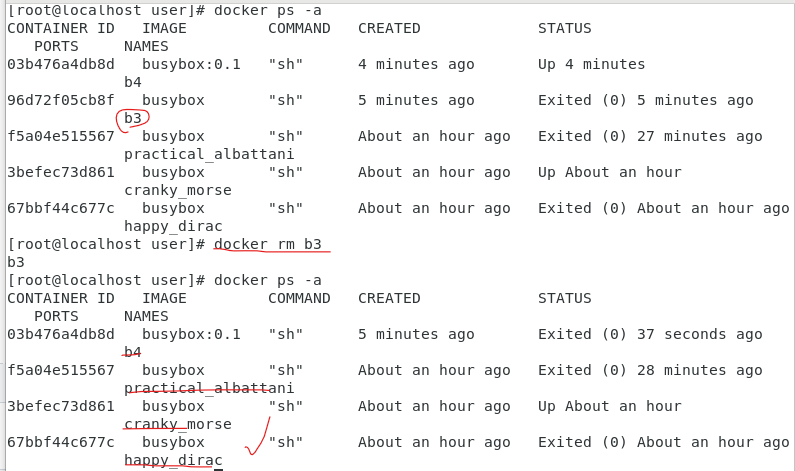 [root@localhost user]# docker ps -a
CONTAINER ID   IMAGE         COMMAND   CREATED             STATUS
   PORTS     NAMES
03b476a4db8d   busybox:0.1   "sh"      4 minutes ago       Up 4 minutes
             b4
96d72f05cb8f   busybox       "sh"      5 minutes ago       Exited (0) 5 minutes ago
             b3
f5a04e515567   busybox       "sh"      About an hour ago   Exited (0) 27 minutes ago
             practical_albattani
3befec73d861   busybox       "sh"      About an hour ago   Up About an hour
             cranky_morse
67bbf44c677c   busybox       "sh"      About an hour ago   Exited (0) About an hour ago
             happy_dirac
[root@localhost user]# docker rm b3
b3
[root@localhost user]# docker ps -a
CONTAINER ID   IMAGE         COMMAND   CREATED             STATUS
   PORTS     NAMES
03b476a4db8d   busybox:0.1   "sh"      5 minutes ago       Exited (0) 37 seconds ago
             b4
f5a04e515567   busybox       "sh"      About an hour ago   Exited (0) 28 minutes ago
             practical_albattani
3befec73d861   busybox       "sh"      About an hour ago   Up About an hour
             cranky_morse
67bbf44c677c   busybox       "sh"      About an hour ago   Exited (0) About an hour ago
             happy_dirac